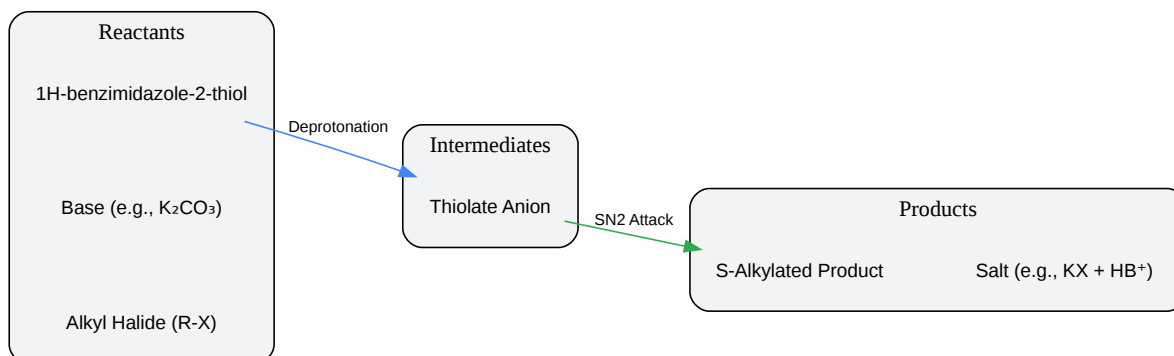 Reactants
1H-benzimidazole-2-thiol
Base (e.g., K₂CO₃)
Alkyl Halide (R-X)
Deprotonation
Intermediates
Thiolate Anion
SN2 Attack
Products
S-Alkylated Product
Salt (e.g., KX + HB⁺)